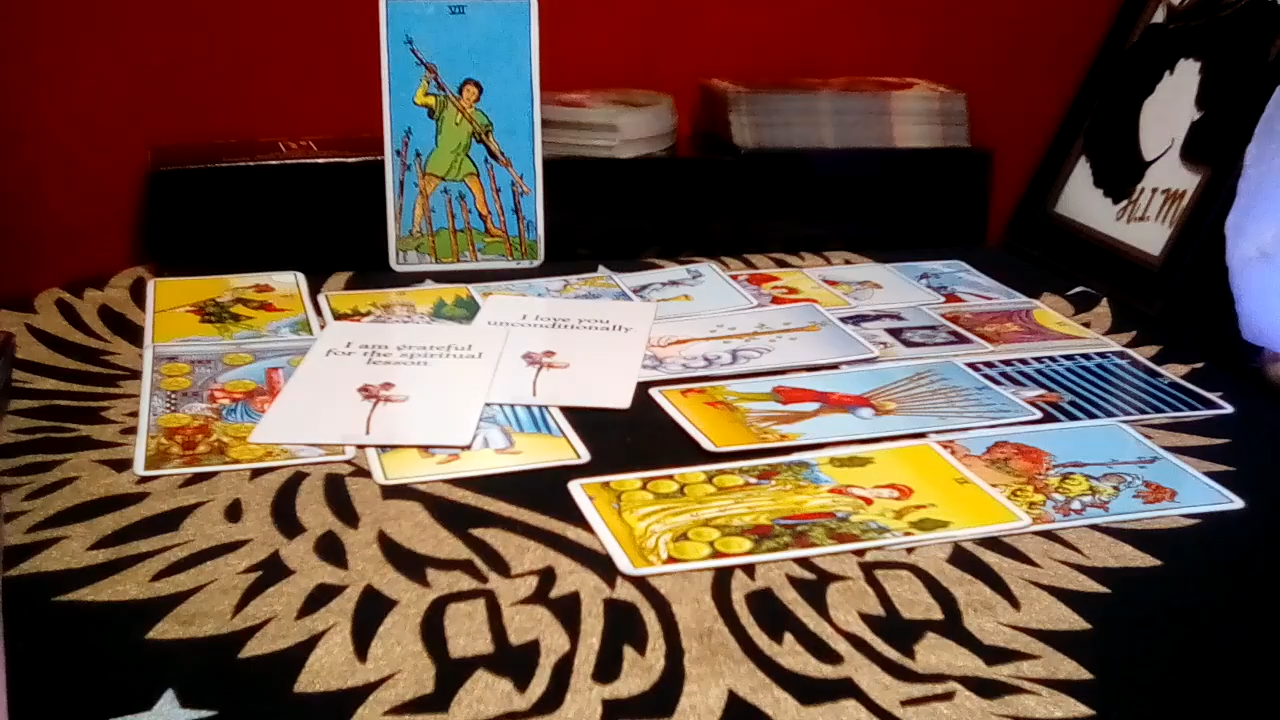 VII
I love you
unconditionally.
I am grateful
for the spiritual
lesson.
H.I.M